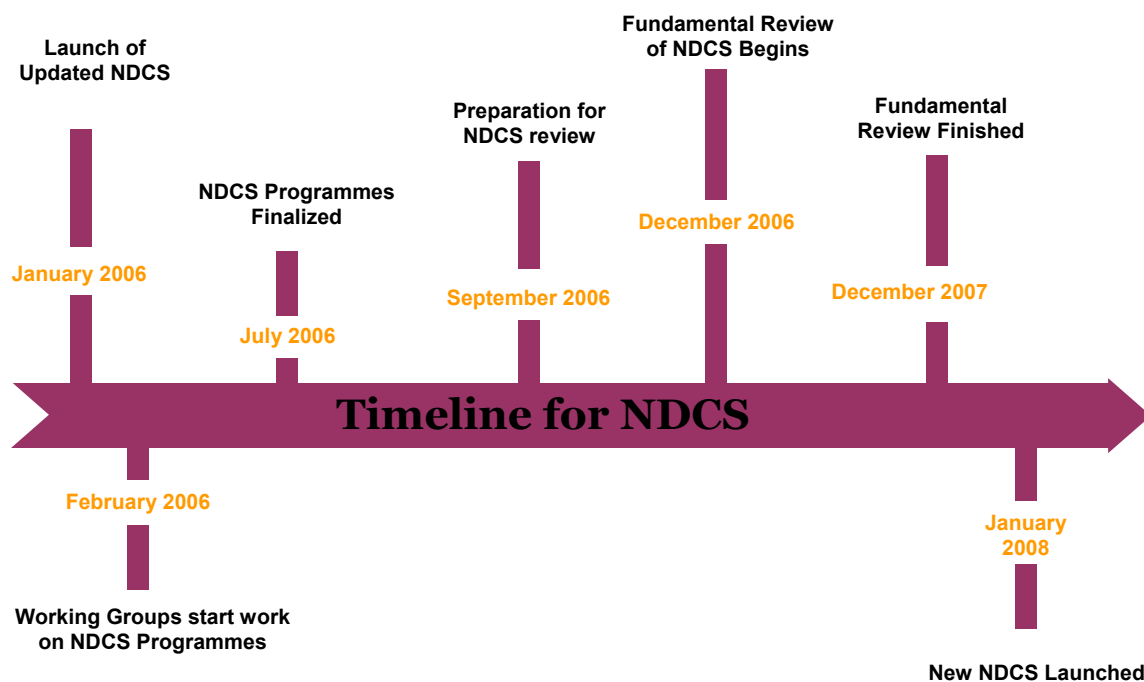 Launch of
Updated NDCS
January 2006
NDCS Programmes
Finalized
July 2006
Preparation for
NDCS review
September 2006
Fundamental Review
of NDCS Begins
December 2006
Fundamental
Review Finished
December 2007
Timeline for NDCS
February 2006
Working Groups start work
on NDCS Programmes
January
2008
New NDCS Launched